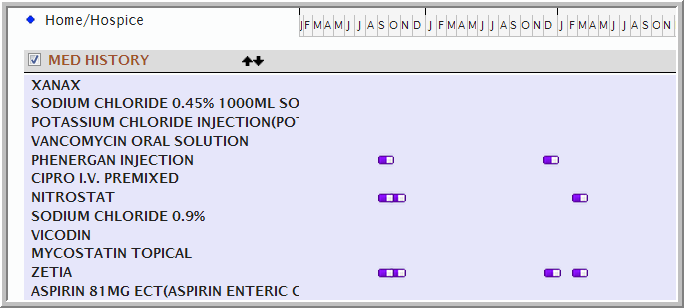 Home/Hospice
J F M A M J J A S O N D J F M A M J J A S O N D J F M A M J J A S O N
MED HISTORY
XANAX
SODIUM CHLORIDE 0.45% 1000ML SO
POTASSIUM CHLORIDE INJECTION(PO
VANCOMYCIN ORAL SOLUTION
PHENERGAN INJECTION
CIPRO I.V. PREMIXED
NITROSTAT
SODIUM CHLORIDE 0.9%
VICODIN
MYCOSTATIN TOPICAL
ZETIA
ASPIRIN 81MG ECT(ASPIRIN ENTERIC C